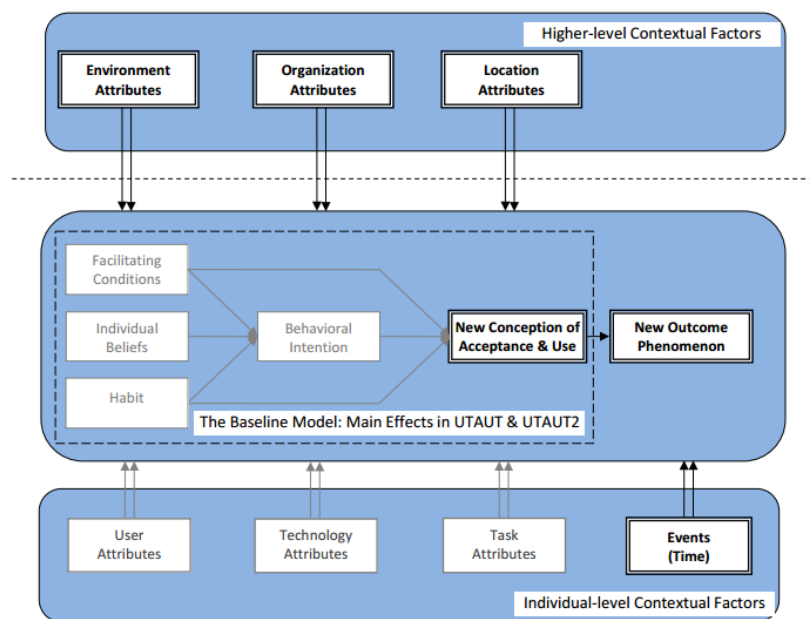 Higher-level Contextual Factors
Environment
Attributes
Organization
Attributes
Location
Attributes
Facilitating
Conditions
Individual
Beliefs
Behavioral
Intention
New Conception of
Acceptance & Use
New Outcome
Phenomenon
Habit
The Baseline Model: Main Effects in UTAUT & UTAUT2
User
Attributes
Technology
Attributes
Task
Attributes
Events
(Time)
Individual-level Contextual Factors